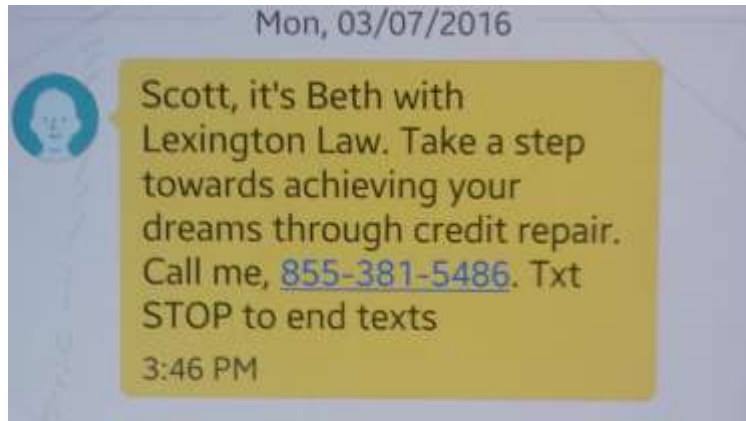 Mon, 03/07/2016
Scott, it's Beth with
Lexington Law. Take a step
towards achieving your
dreams through credit repair.
Call me, 855-381-5486. Txt
STOP to end texts
3:46 PM